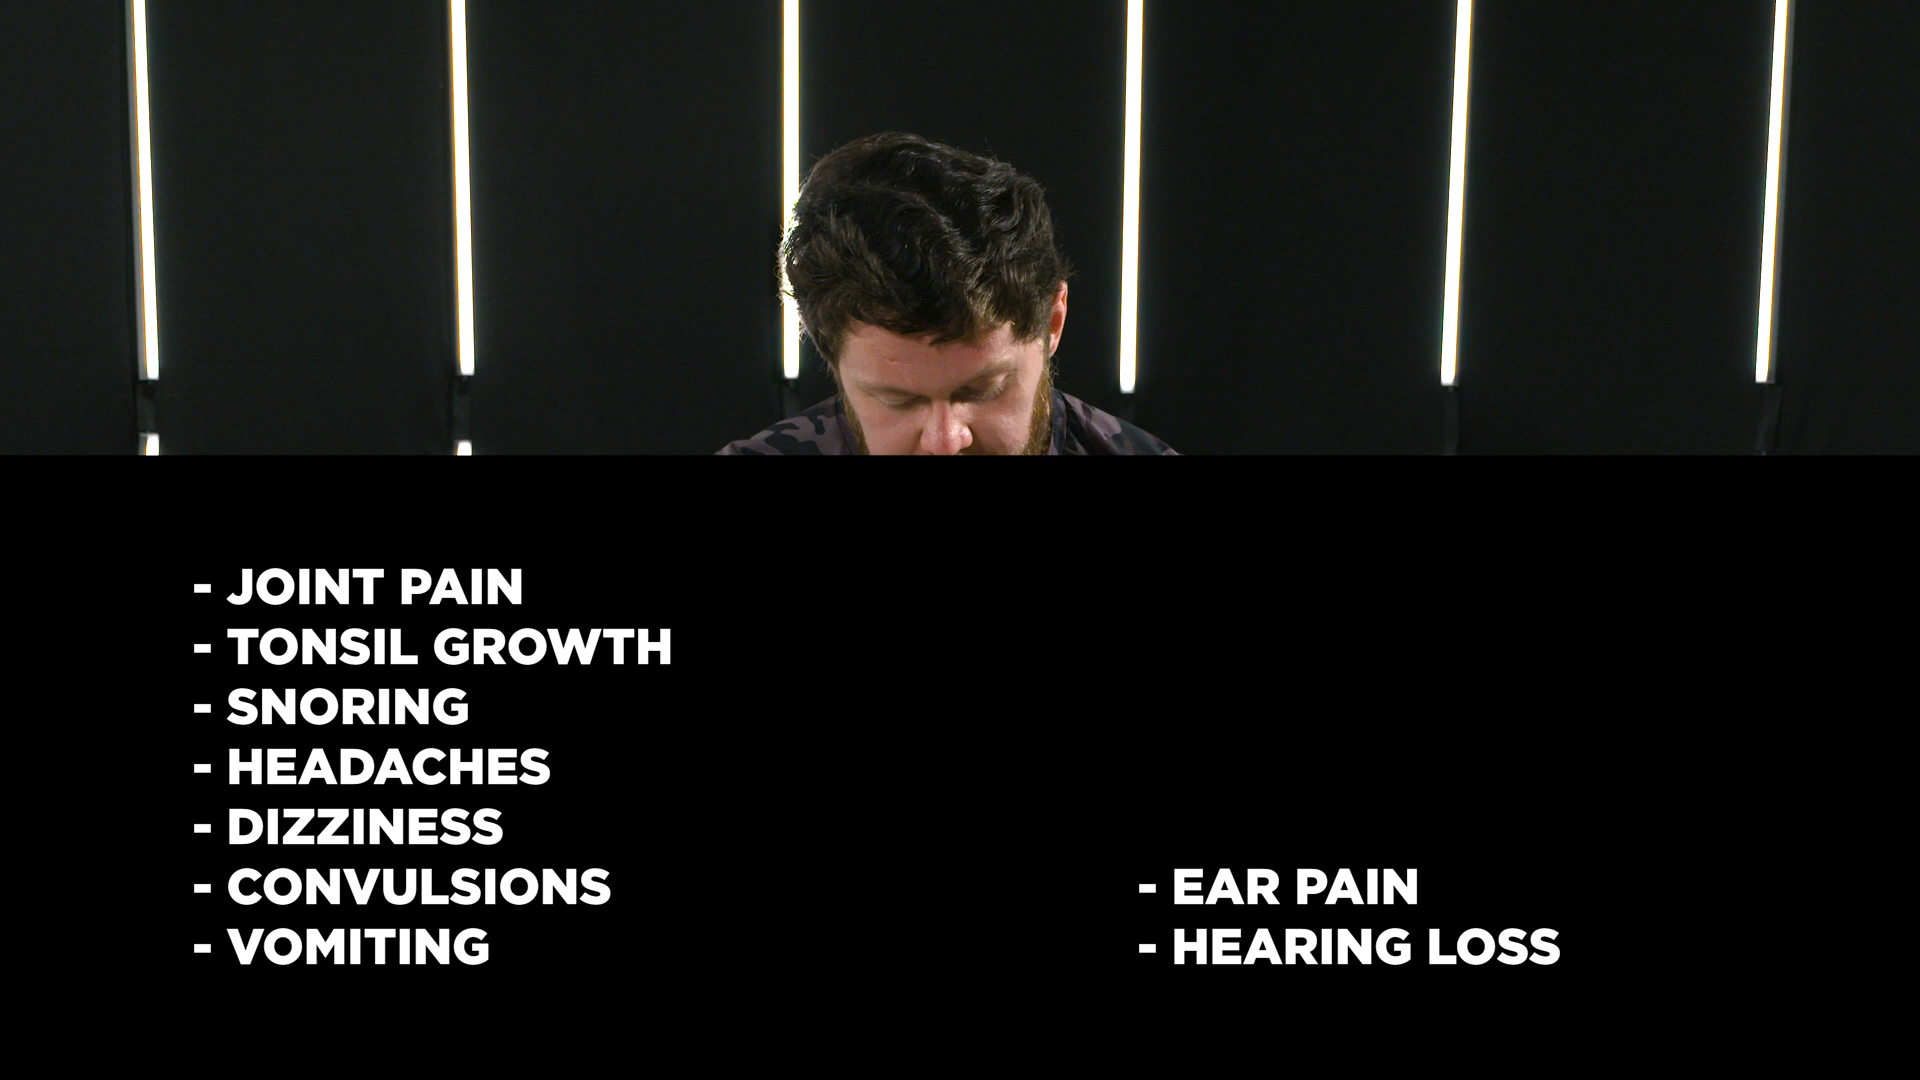 - JOINT PAIN
- TONSIL GROWTH
- SNORING
- HEADACHES
- DIZZINESS
- CONVULSIONS
- VOMITING
- EAR PAIN
- HEARING LOSS